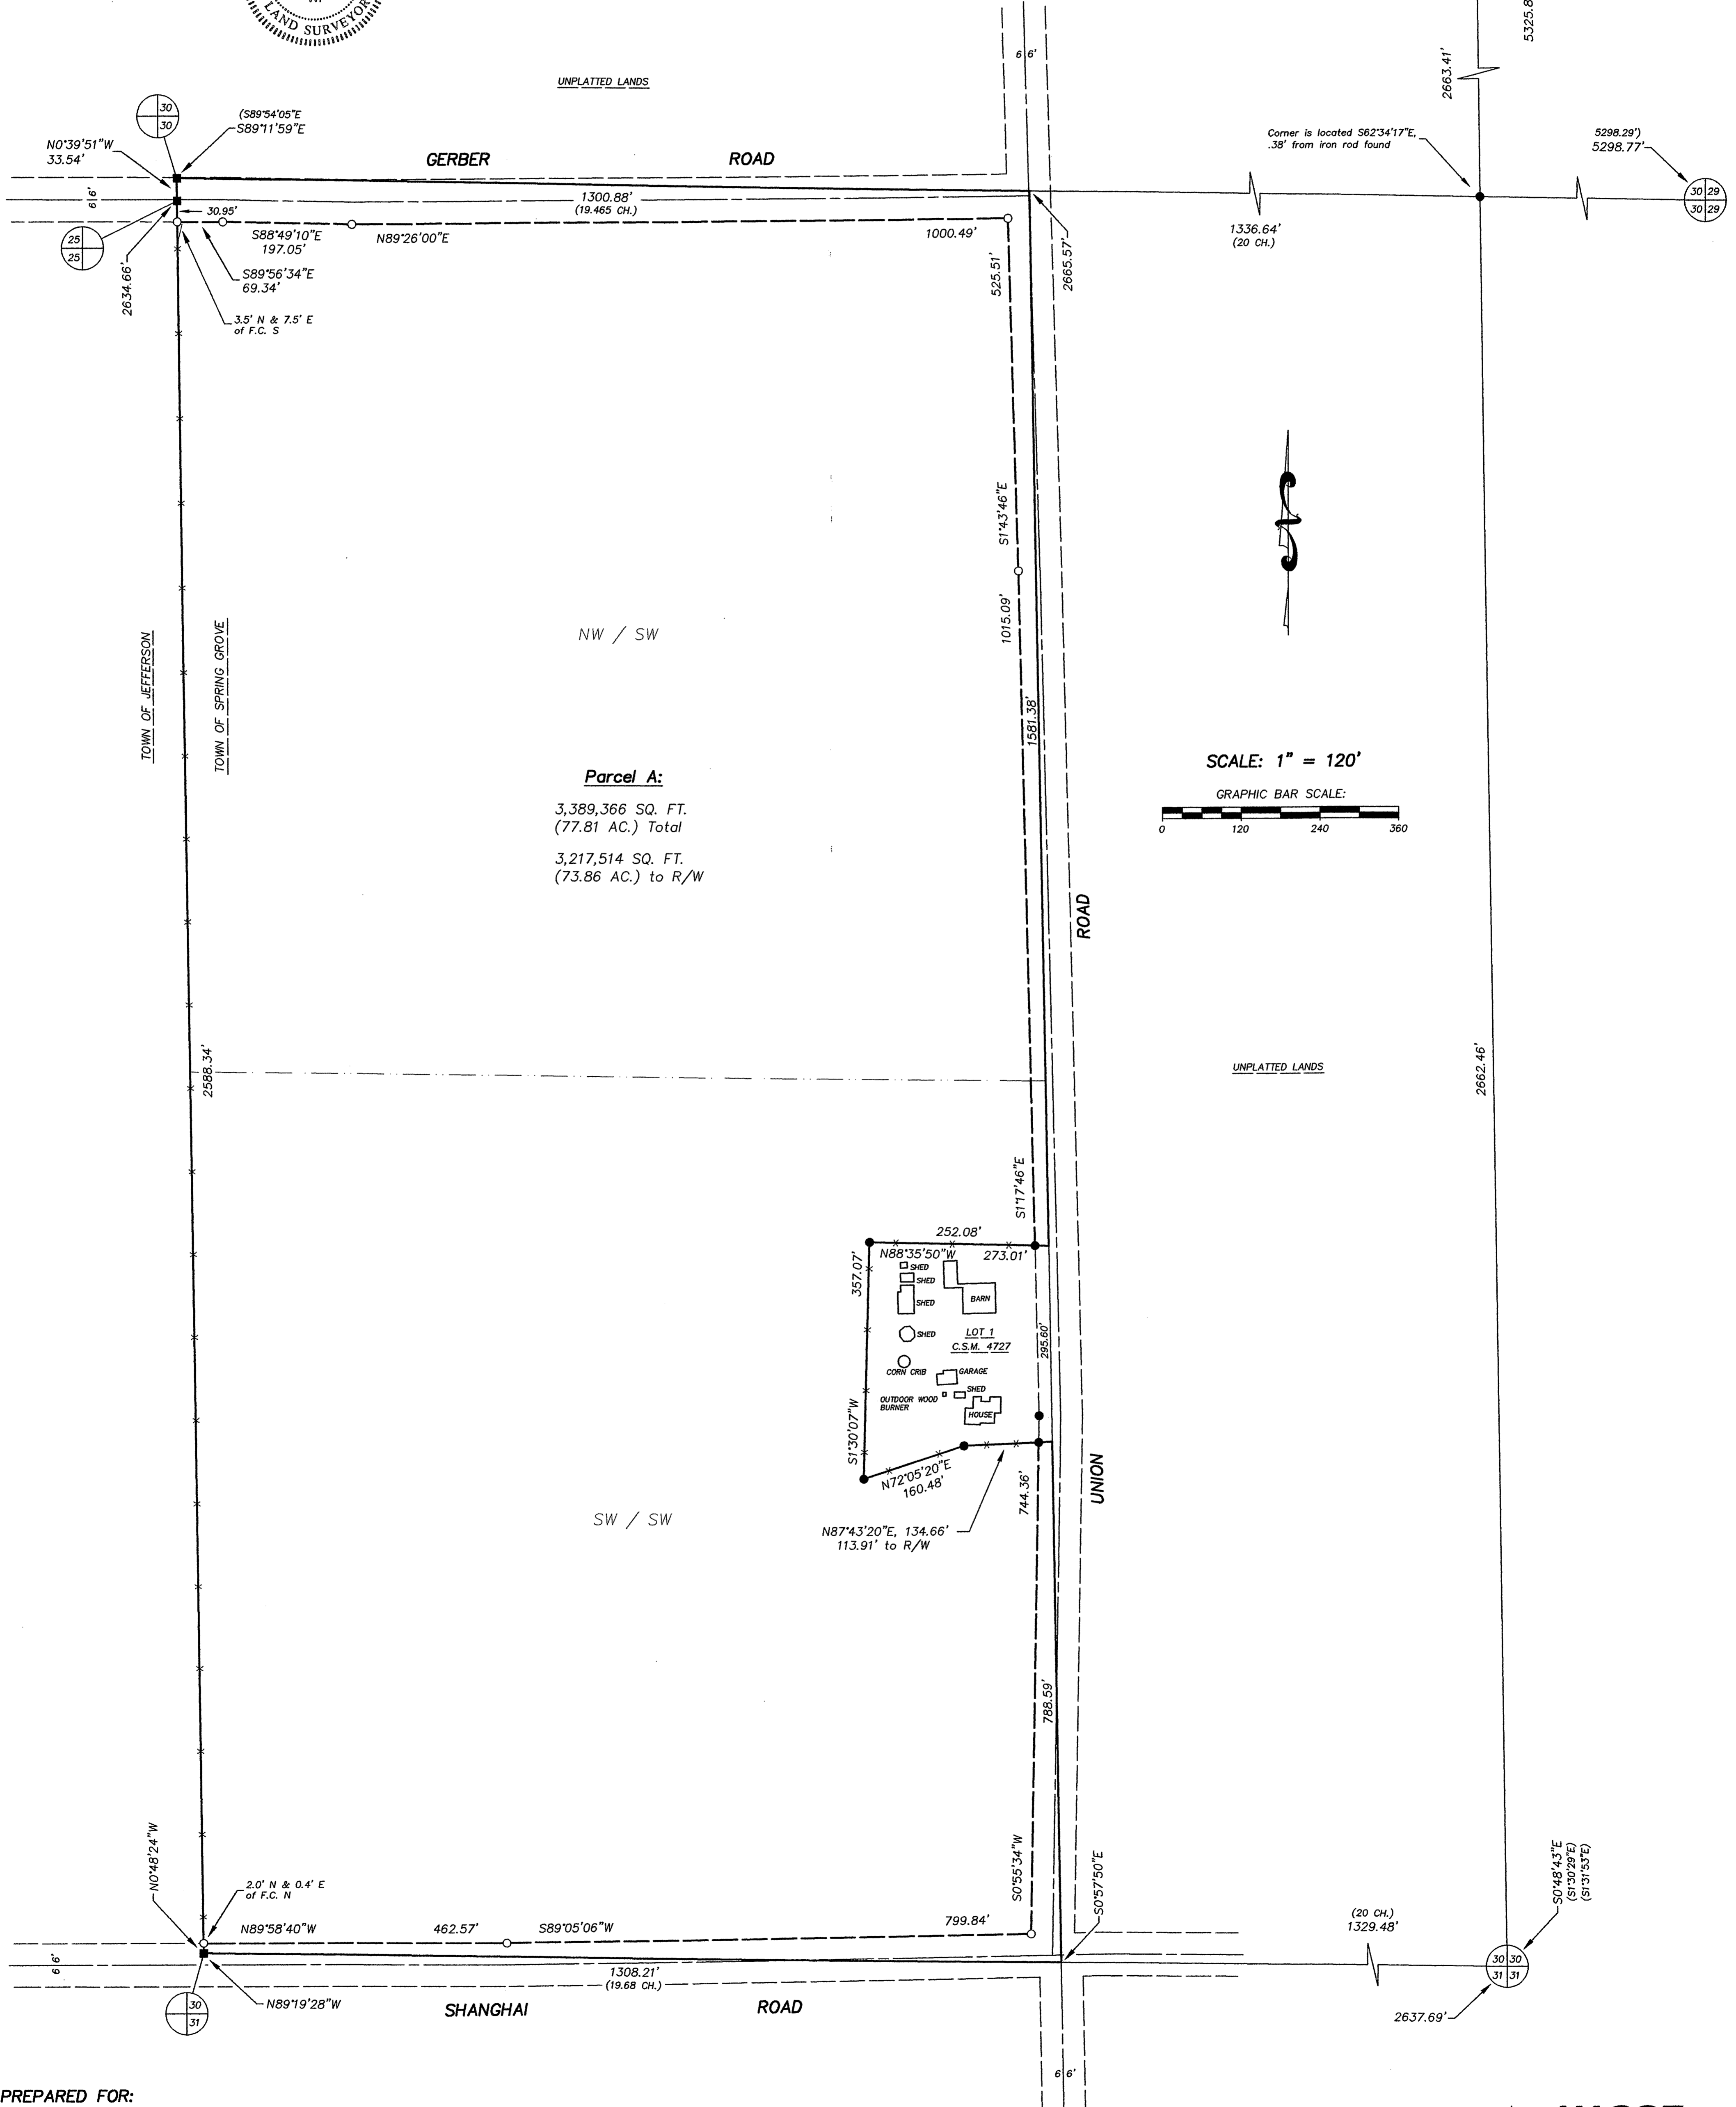 LAND SURVEYOR
5325.8
66'
2663.41'
UNPLATTED LANDS
30
30
(S89°54'05"E
S89°11'59"E
N0°39'51"W
33.54'
GERBER ROAD
Corner is located S62°34'17"E,
.38' from iron rod found
5298.29')
5298.77'
30 29
30 29
66'
1300.88'
(19.465 CH.)
30.95'
25
25
S88°49'10"E
197.05'
N89°26'00"E
1000.49'
1336.64'
(20 CH.)
2634.66'
S89°56'34"E
69.34'
525.51'
2665.57'
3.5' N & 7.5' E
of F.C. S
S1°43'46"E
1015.09'
NW / SW
TOWN OF JEFFERSON
TOWN OF SPRING GROVE
1581.38'
SCALE: 1" = 120'
GRAPHIC BAR SCALE:
0 120 240 360
Parcel A:
3,389,366 SQ. FT.
(77.81 AC.) Total
3,217,514 SQ. FT.
(73.86 AC.) to R/W
ROAD
2588.34'
UNPLATTED LANDS
2662.46'
S1°17'46"E
252.08'
N88°35'50"W
273.01'
357.07'
SHED
SHED
SHED
BARN
SHED
LOT 1
C.S.M. 4727
295.60'
CORN CRIB
GARAGE
SHED
OUTDOOR WOOD
BURNER
HOUSE
S1°30'07"W
N72°05'20"E
160.48'
744.36'
UNION
SW / SW
N87°43'20"E, 134.66'
113.91' to R/W
788.59'
N0°48'24"W
S0°55'34"W
S0°57'50"E
S0°48'43"E
(S1°30'29"E)
(S1°31'53"E)
2.0' N & 0.4' E
of F.C. N
N89°58'40"W
462.57'
S89°05'06"W
799.84'
(20 CH.)
1329.48'
66'
1308.21'
(19.68 CH.)
30 30
31 31
30
31
N89°19'28"W
SHANGHAI ROAD
2637.69'
66'
PREPARED FOR: